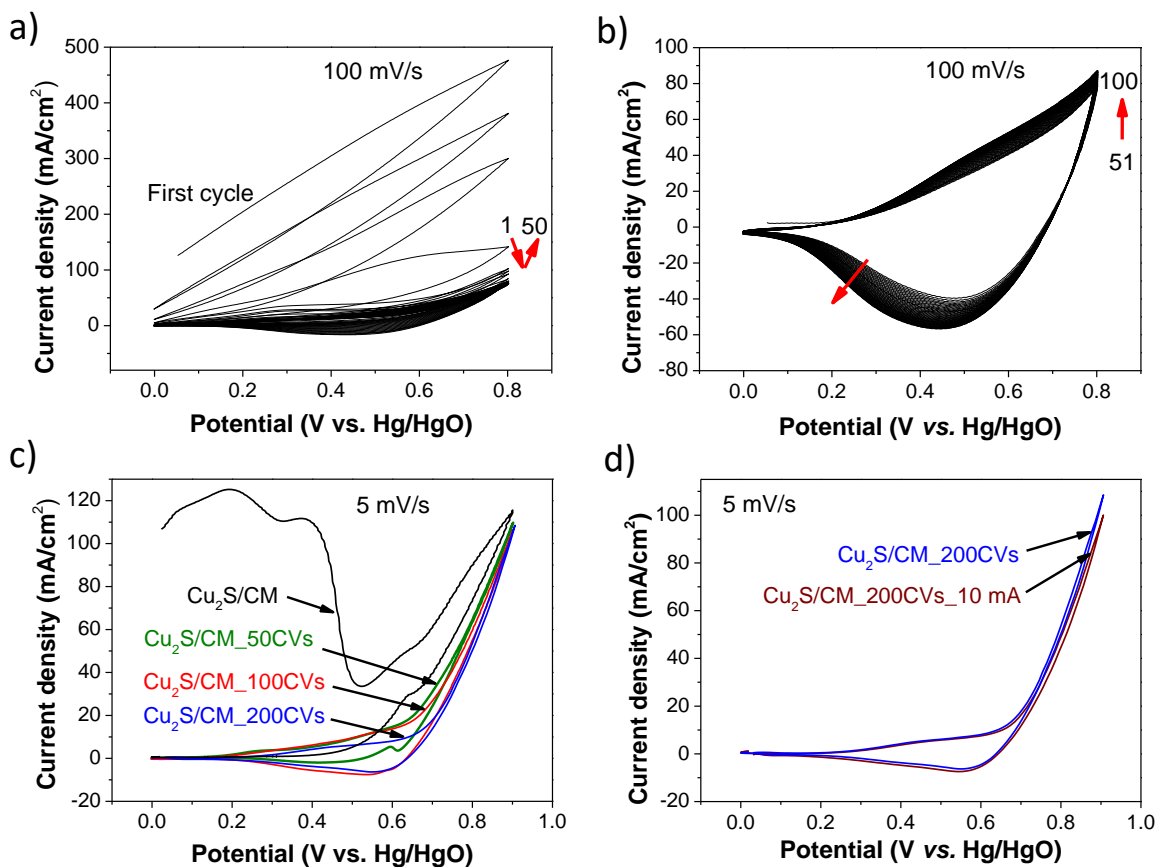 a)
500
400
300
200
100
0
0.0 0.2 0.4 0.6 0.8
100 mV/s
First cycle
1 50
Current density (mA/cm²)
Potential (V vs. Hg/HgO)
b)
100
80
60
40
20
0
-20
-40
-60
-80
0.0 0.2 0.4 0.6 0.8
100 mV/s
100
51
Current density (mA/cm²)
Potential (V vs. Hg/HgO)
c)
120
100
80
60
40
20
0
-20
0.0 0.2 0.4 0.6 0.8 1.0
5 mV/s
Cu₂S/CM
Cu₂S/CM_50CVs
Cu₂S/CM_100CVs
Cu₂S/CM_200CVs
Current density (mA/cm²)
Potential (V vs. Hg/HgO)
d)
120
100
80
60
40
20
0
-20
0.0 0.2 0.4 0.6 0.8 1.0
5 mV/s
Cu₂S/CM_200CVs
Cu₂S/CM_200CVs_10 mA
Current density (mA/cm²)
Potential (V vs. Hg/HgO)